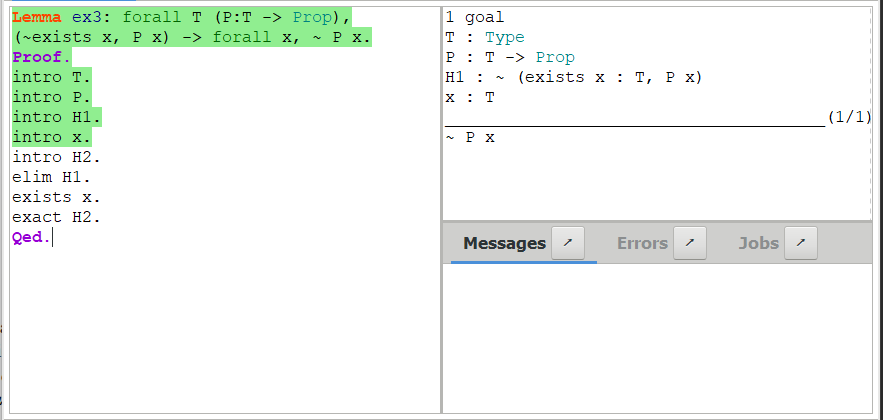 Lemma ex3: forall T (P:T -> Prop),
(~exists x, P x) -> forall x, ~ P x.
Proof.
intro T.
intro P.
intro H1.
intro x.
intro H2.
elim H1.
exists x.
exact H2.
Qed.
1 goal
T : Type
P : T -> Prop
H1 : ~ (exists x : T, P x)
x : T
(1/1)
~ P x
Messages
Errors
Jobs